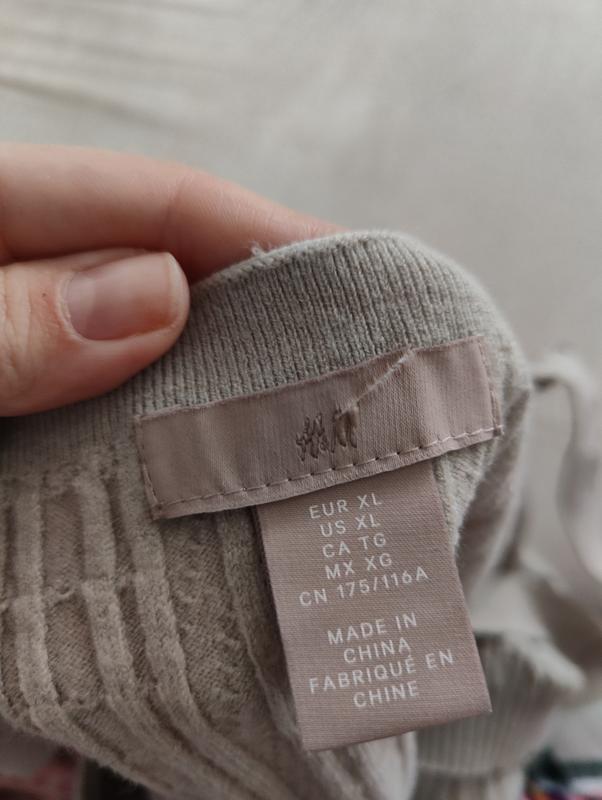 H&M
EUR XL
US XL
CA TG
MX XG
CN 175/116A
MADE IN
CHINA
FABRIQUÉ EN
CHINE